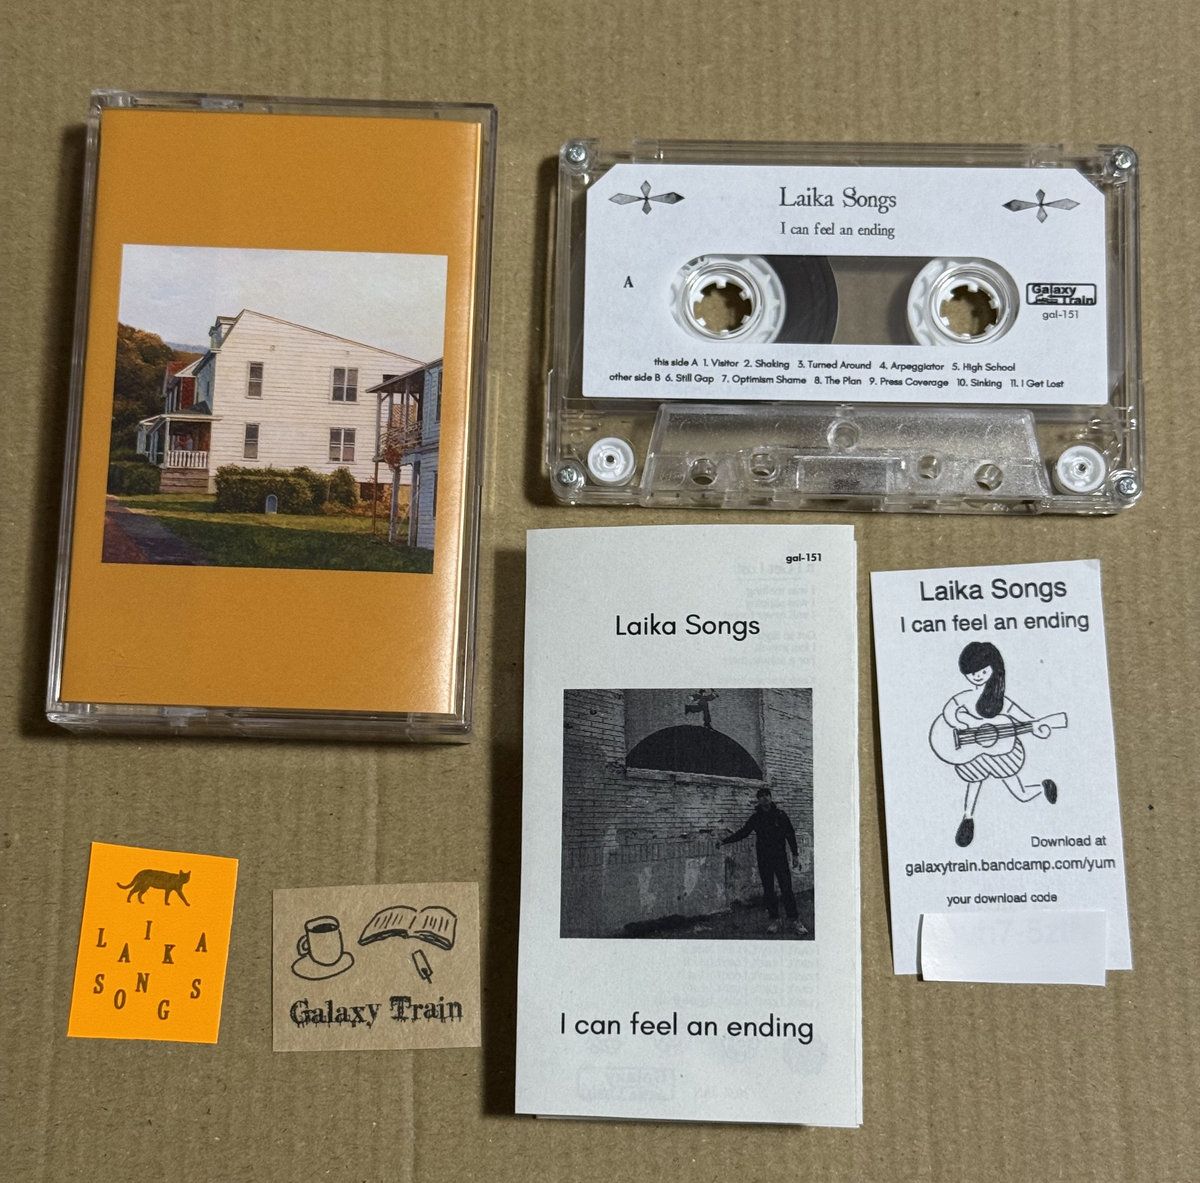 Laika Songs
I can feel an ending
A
Galaxy
Train
gal-151
this side A 1. Visitor 2. Shaking 3. Turned Around 4. Arpeggiator 5. High School
other side B 6. Still Gap 7. Optimism Shame 8. The Plan 9. Press Coverage 10. Sinking 11. I Get Lost
gal-151
Laika Songs
I can feel an ending
Laika Songs
I can feel an ending
Download at
galaxytrain.bandcamp.com/yum
your download code
LAIKA
SONGS
Galaxy Train